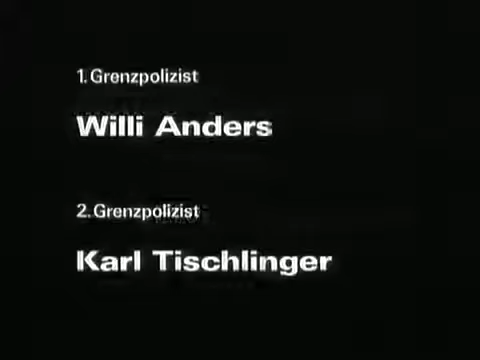 1. Grenzpolizist
Willi Anders
2. Grenzpolizist
Karl Tischlinger